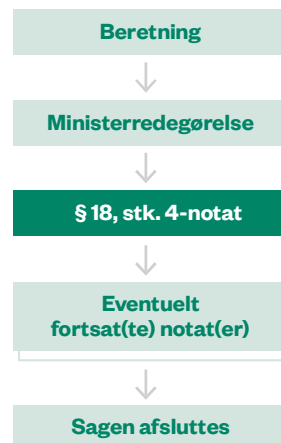 Beretning
Ministerredegørelse
§ 18, stk. 4-notat
Eventuelt
fortsat(te) notat(er)
Sagen afsluttes